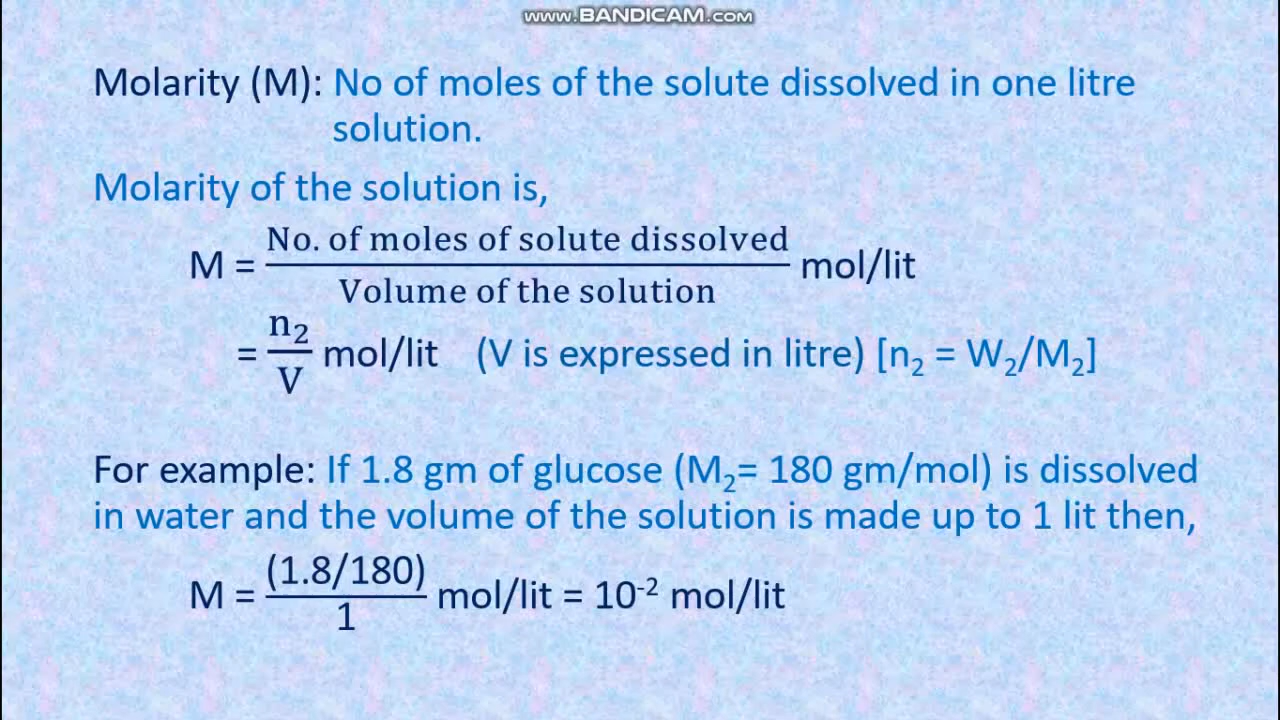 www.BANDICAM.com
Molarity (M): No of moles of the solute dissolved in one litre
solution.
Molarity of the solution is,
M = No. of moles of solute dissolved / Volume of the solution mol/lit
= n₂/V mol/lit (V is expressed in litre) [n₂ = W₂/M₂]
For example: If 1.8 gm of glucose (M₂= 180 gm/mol) is dissolved
in water and the volume of the solution is made up to 1 lit then,
M = (1.8/180)/1 mol/lit = 10⁻² mol/lit